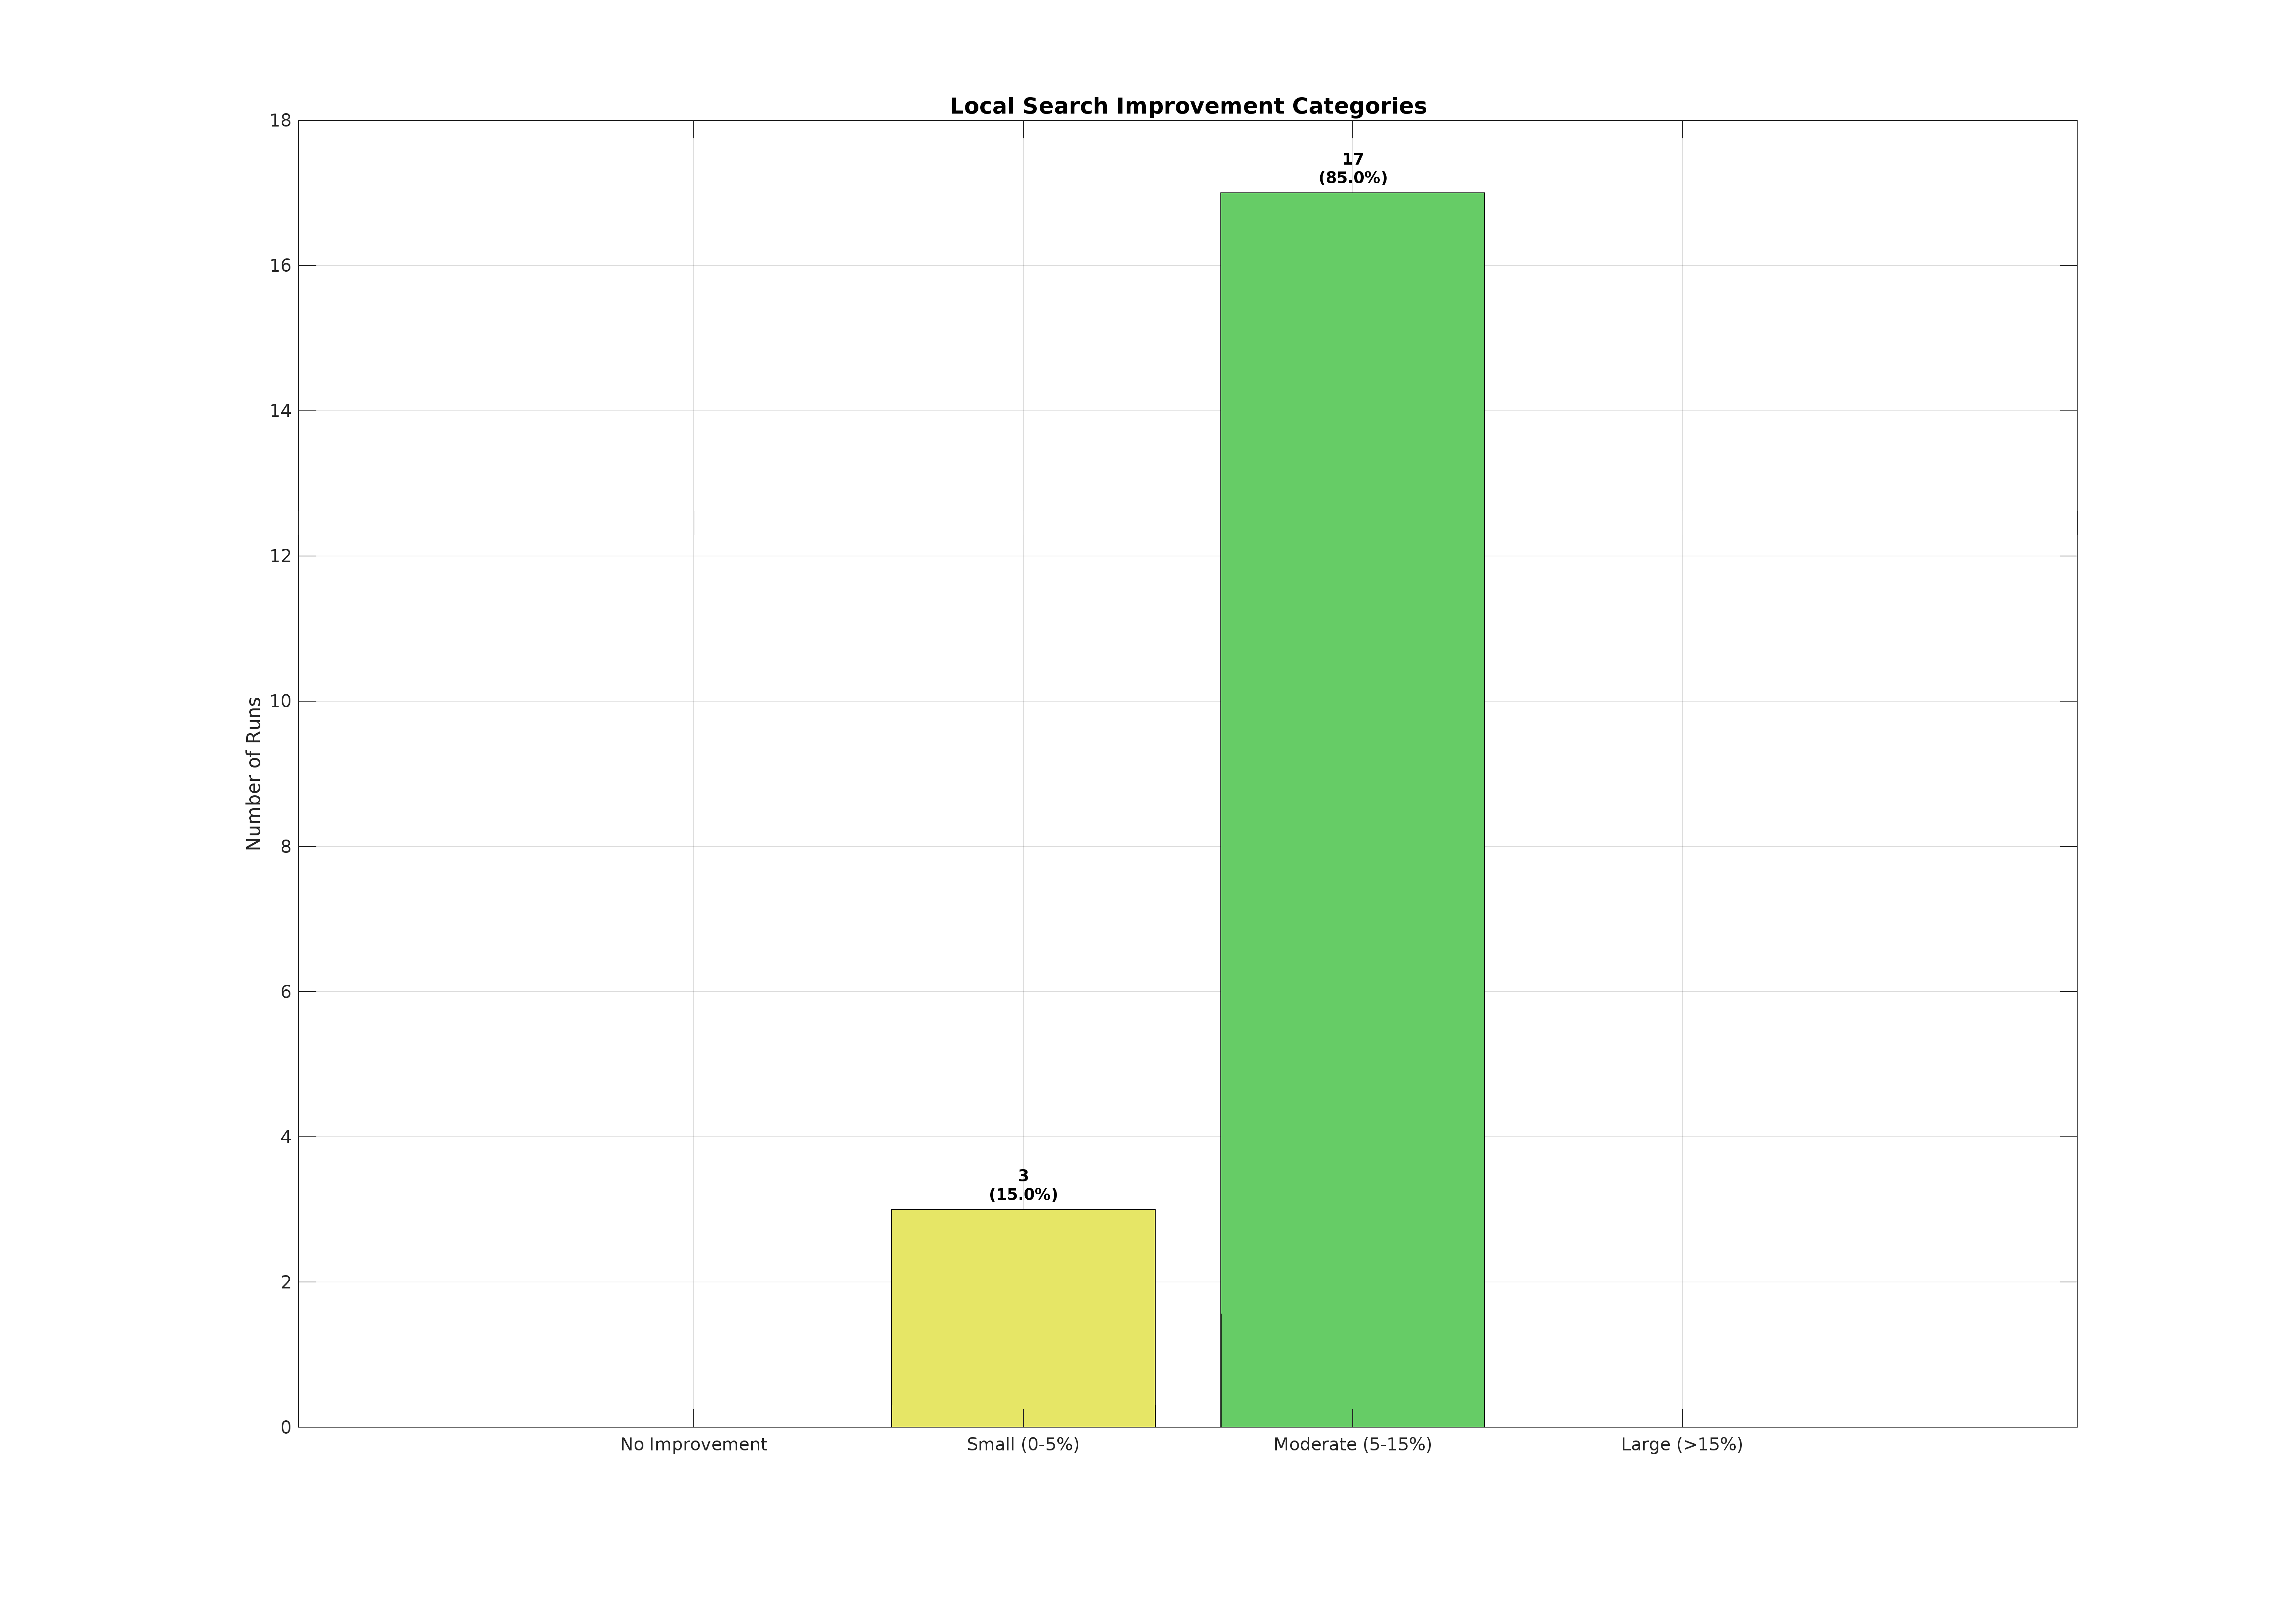 Local Search Improvement Categories
18
16
14
12
10
8
6
4
2
0
Number of Runs
17
(85.0%)
3
(15.0%)
No Improvement
Small (0-5%)
Moderate (5-15%)
Large (>15%)